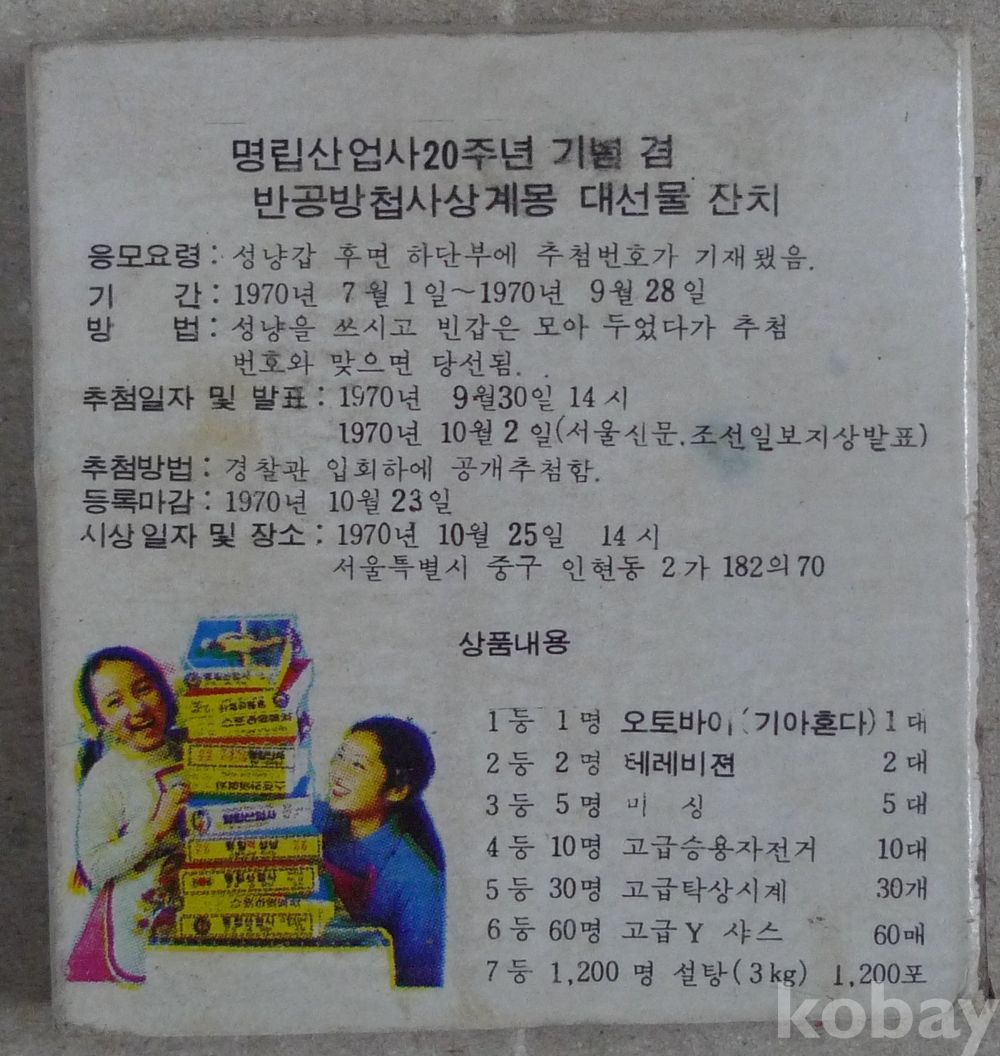 명립산업사20주년 기념 겸
반공방첩사상계몽 대선물 잔치
응모요령 : 성냥갑 후면 하단부에 추첨번호가 기재됐음.
기 간 : 1970년 7월 1일~1970년 9월 28일
방 법 : 성냥을 쓰시고 빈갑은 모아 두었다가 추첨
번호와 맞으면 당선됨.
추첨일자 및 발표 : 1970년 9월30일 14시
1970년 10월 2일(서울신문.조선일보지상발표)
추첨방법 : 경찰관 입회하에 공개추첨함.
등록마감 : 1970년 10월 23일
시상일자 및 장소 : 1970년 10월 25일 14시
서울특별시 중구 인현동 2가 182의70
상품내용
1등 1명 오토바이(기아혼다) 1대
2등 2명 테레비젼 2대
3등 5명 미 싱 5대
4등 10명 고급승용자전거 10대
5등 30명 고급탁상시계 30개
6등 60명 고급Y 샤스 60매
7등 1,200명 설탕(3kg) 1,200포
kobay